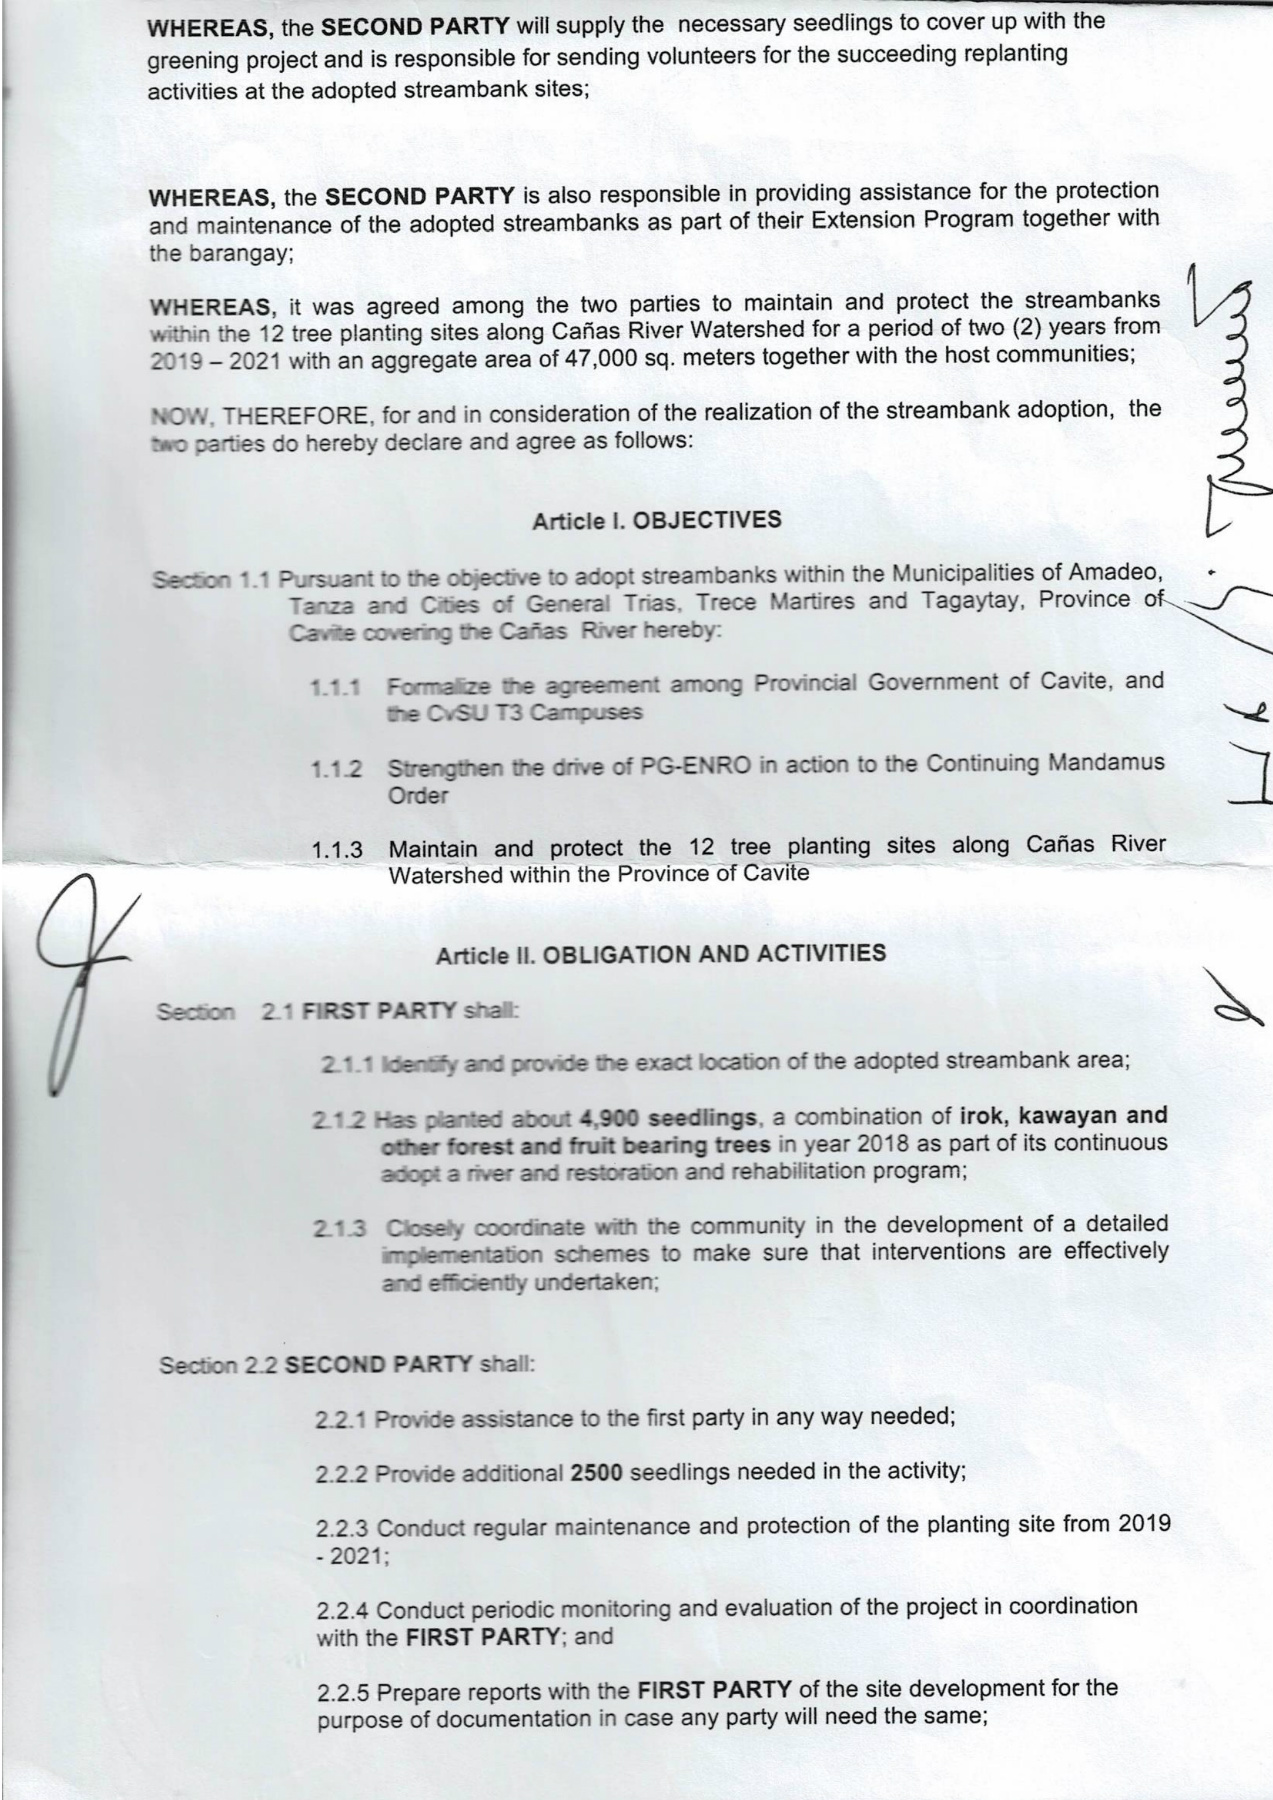 WHEREAS, the SECOND PARTY will supply the necessary seedlings to cover up with the
greening project and is responsible for sending volunteers for the succeeding replanting
activities at the adopted streambank sites;
WHEREAS, the SECOND PARTY is also responsible in providing assistance for the protection
and maintenance of the adopted streambanks as part of their Extension Program together with
the barangay;
WHEREAS, it was agreed among the two parties to maintain and protect the streambanks
within the 12 tree planting sites along Cañas River Watershed for a period of two (2) years from
2019 – 2021 with an aggregate area of 47,000 sq. meters together with the host communities;
NOW, THEREFORE, for and in consideration of the realization of the streambank adoption, the
two parties do hereby declare and agree as follows:
Article I. OBJECTIVES
Section 1.1 Pursuant to the objective to adopt streambanks within the Municipalities of Amadeo,
Tanza and Cities of General Trias, Trece Martires and Tagaytay, Province of
Cavite covering the Cañas River hereby:
1.1.1 Formalize the agreement among Provincial Government of Cavite, and
the CvSU T3 Campuses
1.1.2 Strengthen the drive of PG-ENRO in action to the Continuing Mandamus
Order
1.1.3 Maintain and protect the 12 tree planting sites along Cañas River
Watershed within the Province of Cavite
Article II. OBLIGATION AND ACTIVITIES
Section 2.1 FIRST PARTY shall:
2.1.1 Identify and provide the exact location of the adopted streambank area;
2.1.2 Has planted about 4,900 seedlings, a combination of irok, kawayan and
other forest and fruit bearing trees in year 2018 as part of its continuous
adopt a river and restoration and rehabilitation program;
2.1.3 Closely coordinate with the community in the development of a detailed
implementation schemes to make sure that interventions are effectively
and efficiently undertaken;
Section 2.2 SECOND PARTY shall:
2.2.1 Provide assistance to the first party in any way needed;
2.2.2 Provide additional 2500 seedlings needed in the activity;
2.2.3 Conduct regular maintenance and protection of the planting site from 2019
- 2021;
2.2.4 Conduct periodic monitoring and evaluation of the project in coordination
with the FIRST PARTY; and
2.2.5 Prepare reports with the FIRST PARTY of the site development for the
purpose of documentation in case any party will need the same;